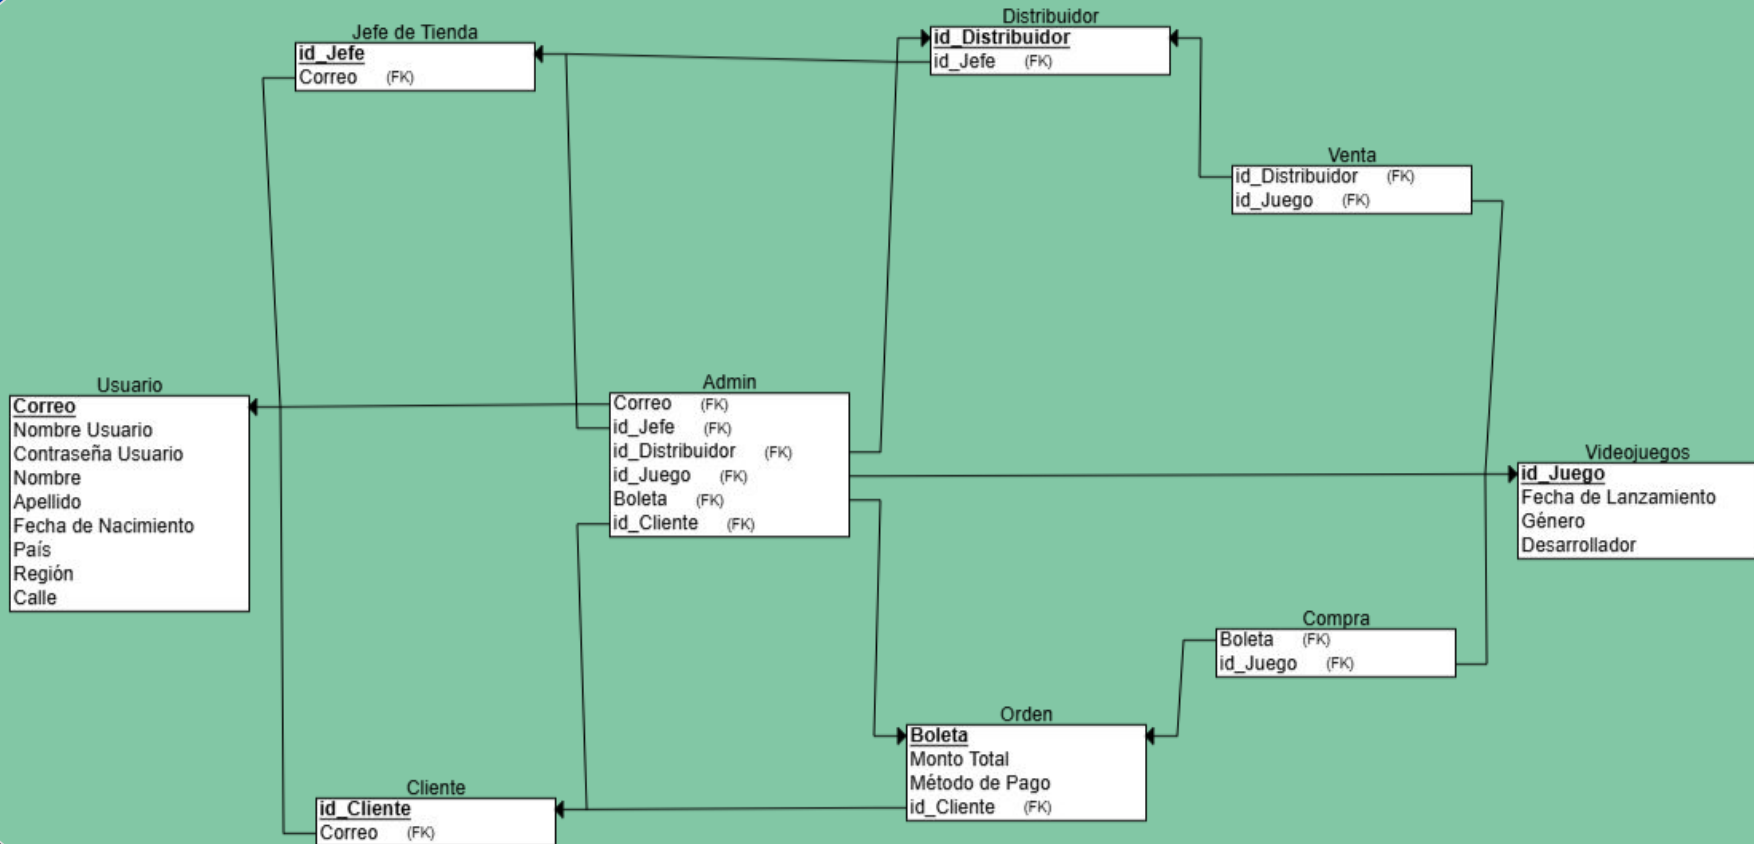 Jefe de Tienda
id_Jefe
Correo (FK)
Distribuidor
id_Distribuidor
id_Jefe (FK)
Venta
id_Distribuidor (FK)
id_Juego (FK)
Usuario
Correo
Nombre Usuario
Contraseña Usuario
Nombre
Apellido
Fecha de Nacimiento
País
Región
Calle
Admin
Correo (FK)
id_Jefe (FK)
id_Distribuidor (FK)
id_Juego (FK)
Boleta (FK)
id_Cliente (FK)
Videojuegos
id_Juego
Fecha de Lanzamiento
Género
Desarrollador
Compra
Boleta (FK)
id_Juego (FK)
Orden
Boleta
Monto Total
Método de Pago
id_Cliente (FK)
Cliente
id_Cliente
Correo (FK)